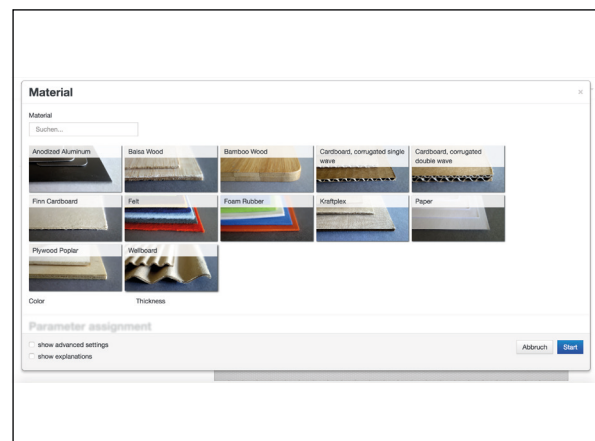 Material
×
Material
Suchen...
Anodized Aluminum
Balsa Wood
Bamboo Wood
Cardboard, corrugated single
wave
Cardboard, corrugated
double wave
Finn Cardboard
Felt
Foam Rubber
Kraftplex
Paper
Plywood Poplar
Wellboard
Color
Thickness
Parameter assignment
show advanced settings
show explanations
Abbruch
Start